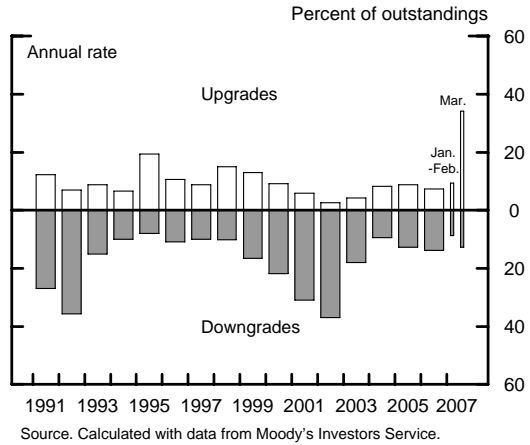 Percent of outstandings
60
Annual rate
Upgrades
Mar.
40
Jan.
-Feb.
20
0
20
Downgrades
40
60
1991 1993 1995 1997 1999 2001 2003 2005 2007
Source. Calculated with data from Moody's Investors Service.